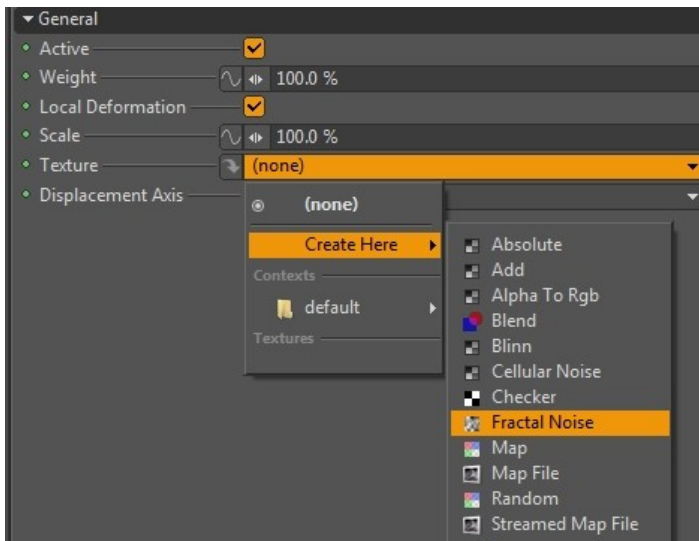 General
Active
Weight 100.0 %
Local Deformation
Scale 100.0 %
Texture (none)
Displacement Axis
(none)
Create Here
Contexts
default
Textures
Absolute
Add
Alpha To Rgb
Blend
Blinn
Cellular Noise
Checker
Fractal Noise
Map
Map File
Random
Streamed Map File